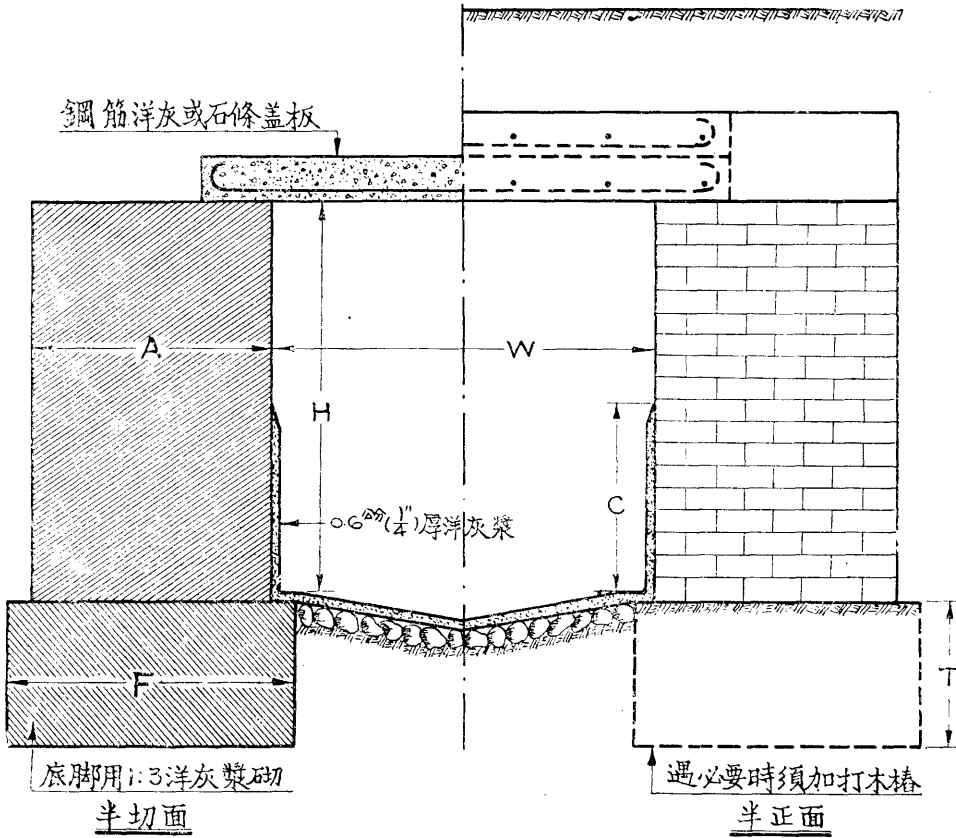 鋼筋洋灰或石條盖板
A
W
H
C
0.6公分(1/4")厚洋灰漿
F
T
底脚用1:3洋灰漿砌
遇必要時須加打木樁
半切面
半正面